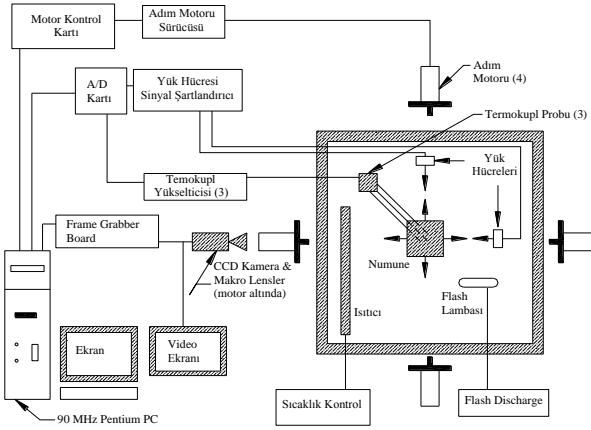 Motor Kontrol
Kartı
Adım Motoru
Sürücüsü
A/D
Kartı
Yük Hücresi
Sinyal Şartlandırıcı
Adım
Motoru (4)
Termokupl Probu (3)
Temokupl
Yükselticisi (3)
Yük
Hücreleri
Frame Grabber
Board
CCD Kamera &
Makro Lensler
(motor altında)
Numune
Isıtıcı
Flash
Lambası
Ekran
Video
Ekranı
Sıcaklık Kontrol
Flash Discharge
90 MHz Pentium PC